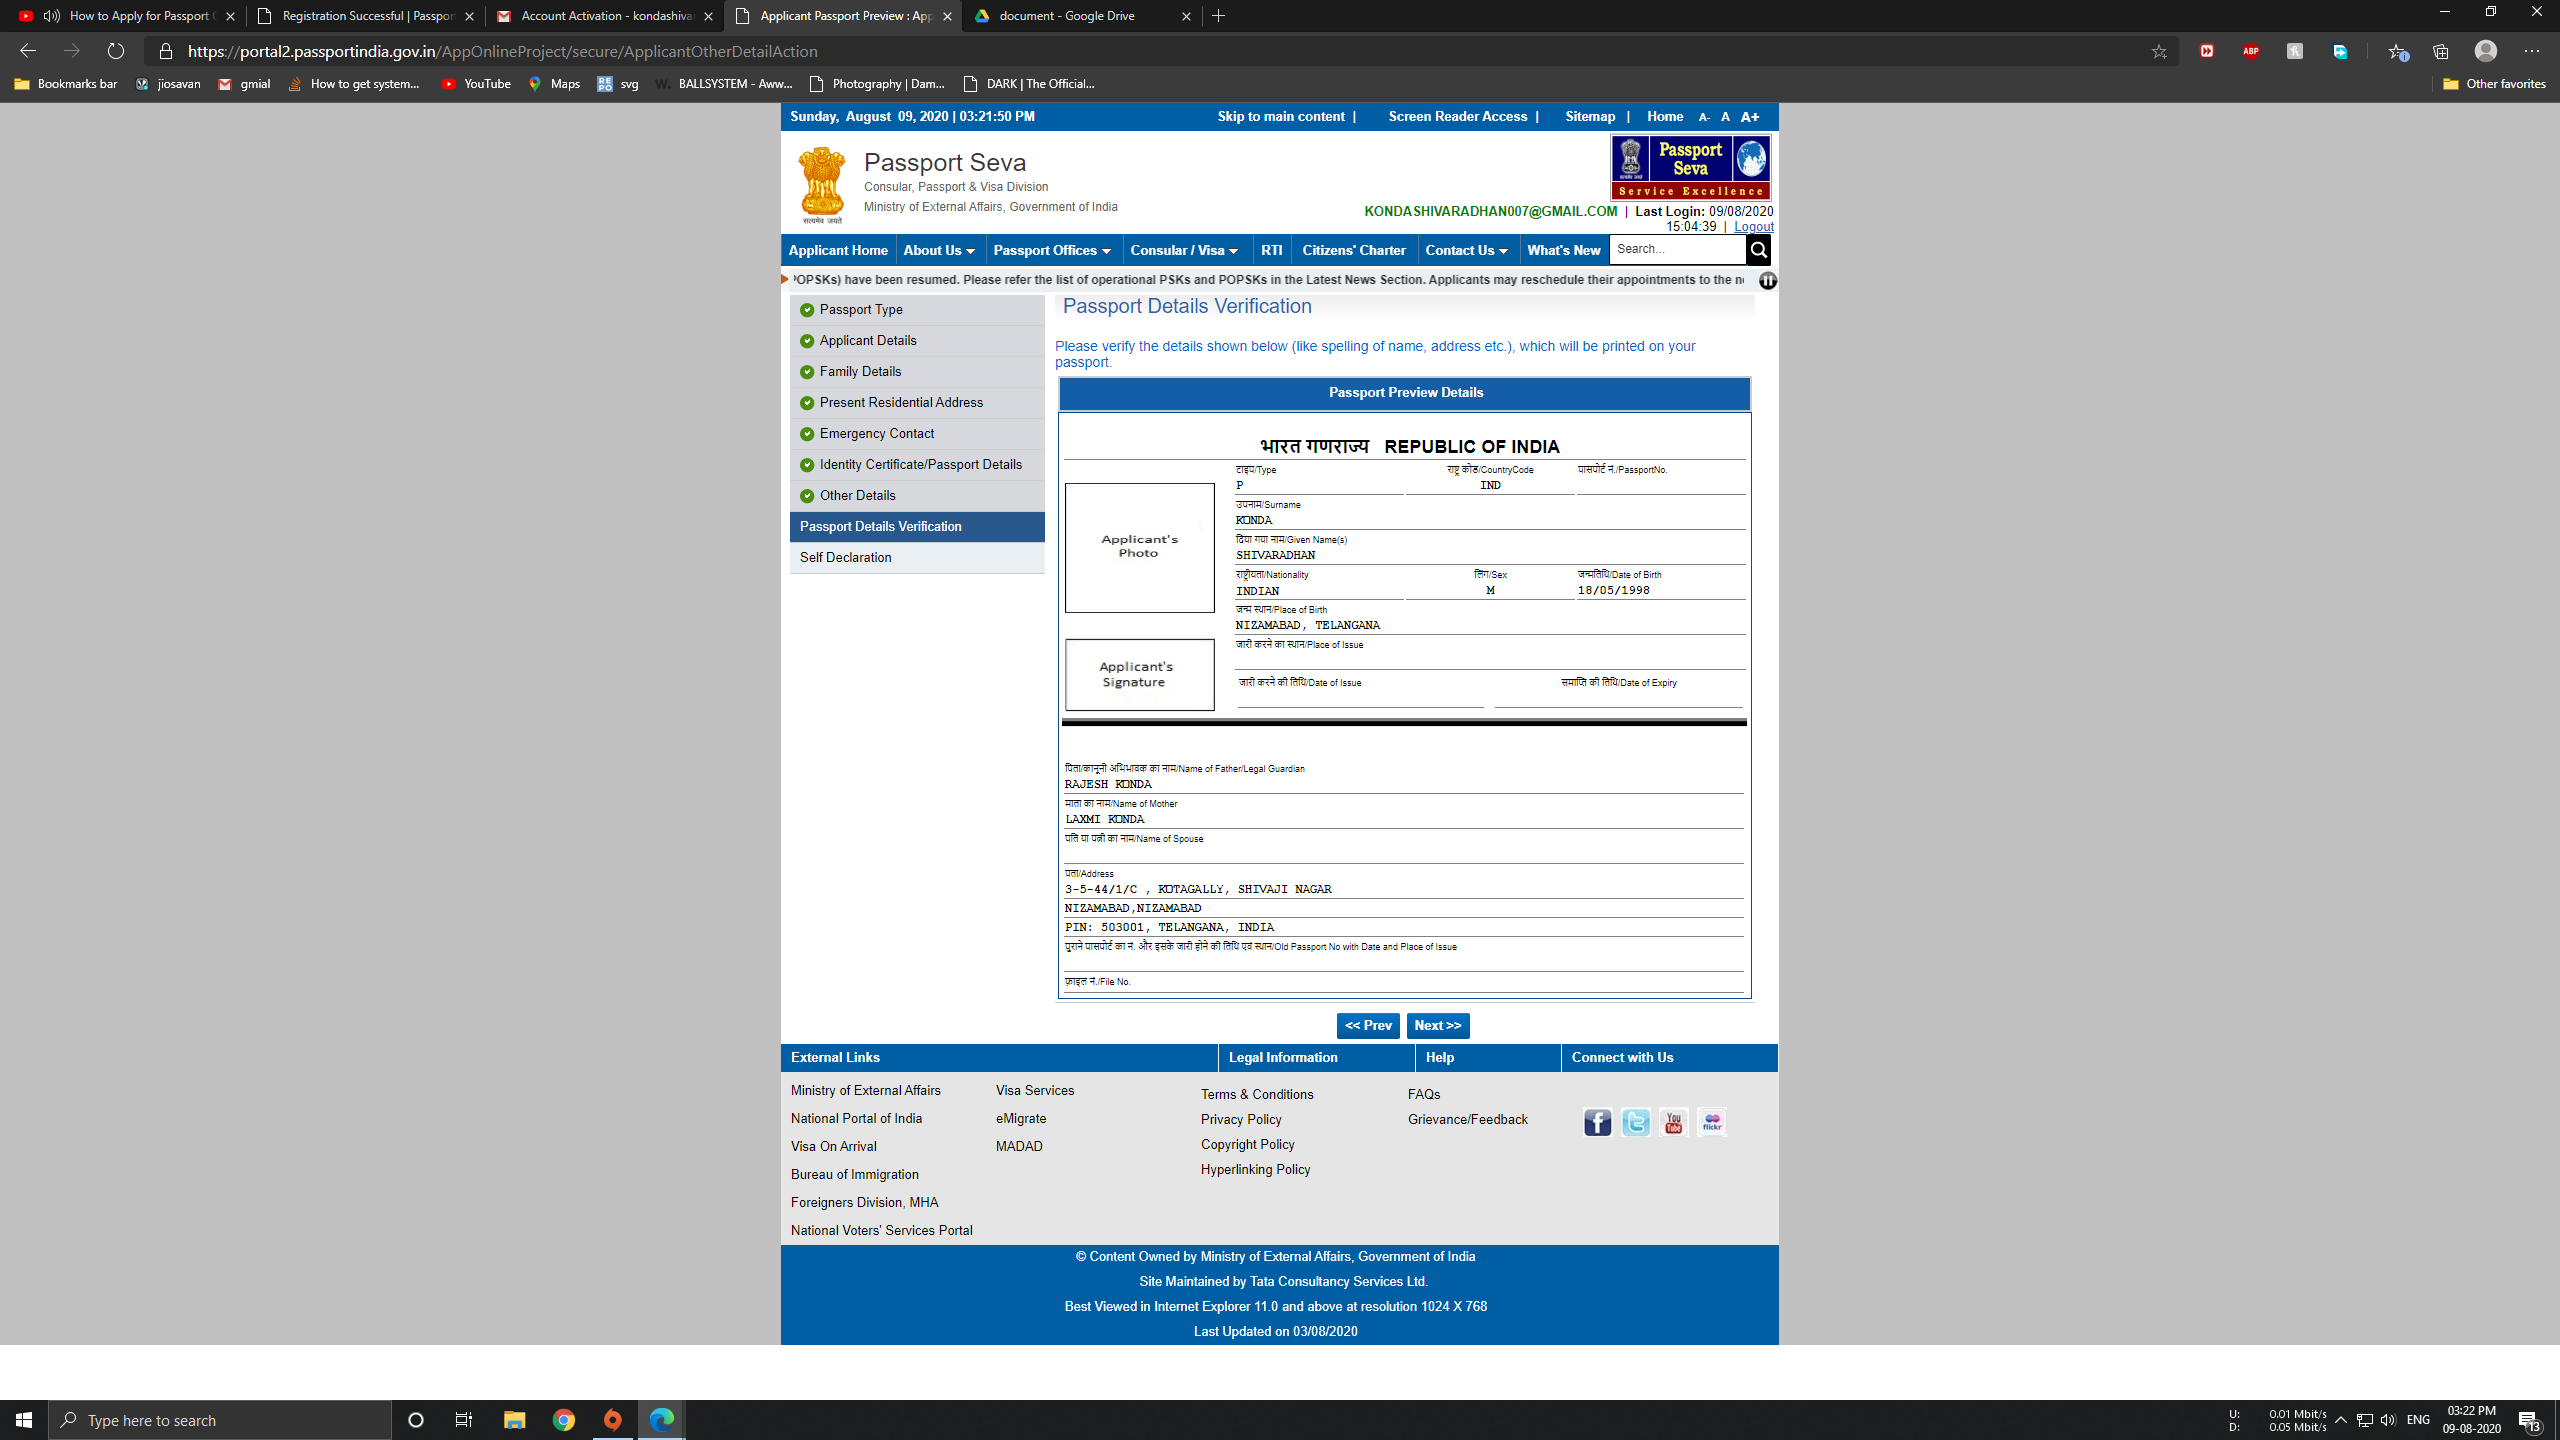 How to Apply for Passport
Registration Successful | Passpor
Account Activation - kondashiva
Applicant Passport Preview : App
document - Google Drive
https://portal2.passportindia.gov.in/AppOnlineProject/secure/ApplicantOtherDetailAction
ABP
Bookmarks bar
jiosavan
gmial
How to get system...
YouTube
Maps
REPO
svg
W.
BALLSYSTEM - Aww...
Photography | Dam...
DARK | The Official...
Other favorites
Sunday, August 09, 2020 | 03:21:50 PM
Skip to main content | Screen Reader Access | Sitemap | Home A- A A+
Passport Seva
Consular, Passport & Visa Division
Ministry of External Affairs, Government of India
सत्यमेव जयते
Passport Seva
Service Excellence
KONDASHIVARADHAN007@GMAIL.COM | Last Login: 09/08/2020
15:04:39 | Logout
Applicant Home About Us Passport Offices Consular / Visa RTI Citizens' Charter Contact Us What's New Search...
POPSKs) have been resumed. Please refer the list of operational PSKs and POPSKs in the Latest News Section. Applicants may reschedule their appointments to the
Passport Type
Applicant Details
Family Details
Present Residential Address
Emergency Contact
Identity Certificate/Passport Details
Other Details
Passport Details Verification
Self Declaration
Passport Details Verification
Please verify the details shown below (like spelling of name, address etc.), which will be printed on your
passport.
Passport Preview Details
भारत गणराज्य REPUBLIC OF INDIA
टाइप/Type राष्ट्र कोड/CountryCode पासपोर्ट नं./PassportNo.
P IND
उपनाम/Surname
KONDA
दिया गया नाम/Given Name(s)
SHIVARADHAN
राष्ट्रीयता/Nationality लिंग/Sex जन्मतिथि/Date of Birth
INDIAN M 18/05/1998
जन्म स्थान/Place of Birth
NIZAMABAD, TELANGANA
जारी करने का स्थान/Place of Issue
जारी करने की तिथि/Date of Issue समाप्ति की तिथि/Date of Expiry
Applicant's
Photo
Applicant's
Signature
पिता/कानूनी अभिभावक का नाम/Name of Father/Legal Guardian
RAJESH KONDA
माता का नाम/Name of Mother
LAXMI KONDA
पति या पत्नी का नाम/Name of Spouse
पता/Address
3-5-44/1/C , KOTAGALLY, SHIVAJI NAGAR
NIZAMABAD,NIZAMABAD
PIN: 503001, TELANGANA, INDIA
पुराने पासपोर्ट का नं. और इसके जारी होने की तिथि एवं स्थान/Old Passport No with Date and Place of Issue
फ़ाइल नं./File No.
<< Prev Next >>
External Links Legal Information Help Connect with Us
Ministry of External Affairs
National Portal of India
Visa On Arrival
Bureau of Immigration
Foreigners Division, MHA
National Voters' Services Portal
Visa Services
eMigrate
MADAD
Terms & Conditions
Privacy Policy
Copyright Policy
Hyperlinking Policy
FAQs
Grievance/Feedback
You Tube
flickr
© Content Owned by Ministry of External Affairs, Government of India
Site Maintained by Tata Consultancy Services Ltd.
Best Viewed in Internet Explorer 11.0 and above at resolution 1024 X 768
Last Updated on 03/08/2020
Type here to search
U: 0.01 Mbit/s
D: 0.05 Mbit/s
ENG
03:22 PM
09-08-2020
13